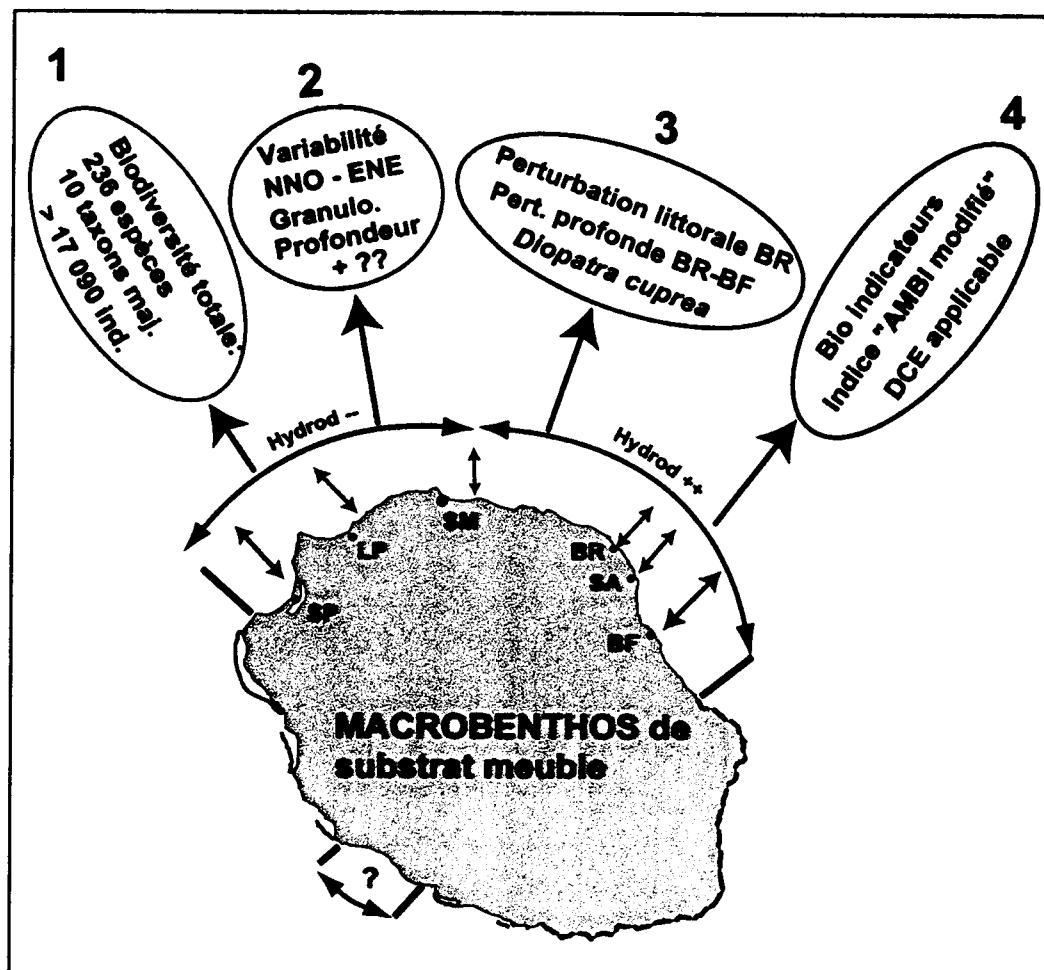 1
Biodiversité totale:
236 espèces
10 taxons maj.
> 17 090 ind.
2
Variabilité
NNO - ENE
Granulo.
Profondeur
+ ??
3
Perturbation littorale BR
Pert. profonde BR-BF
Diopatra cuprea
4
Bio indicateurs
Indice "AMBI modifié"
DCE applicable
Hydrod --
Hydrod ++
SM
LP
SP
BR
SA
BF
MACROBENTHOS de
substrat meuble
?